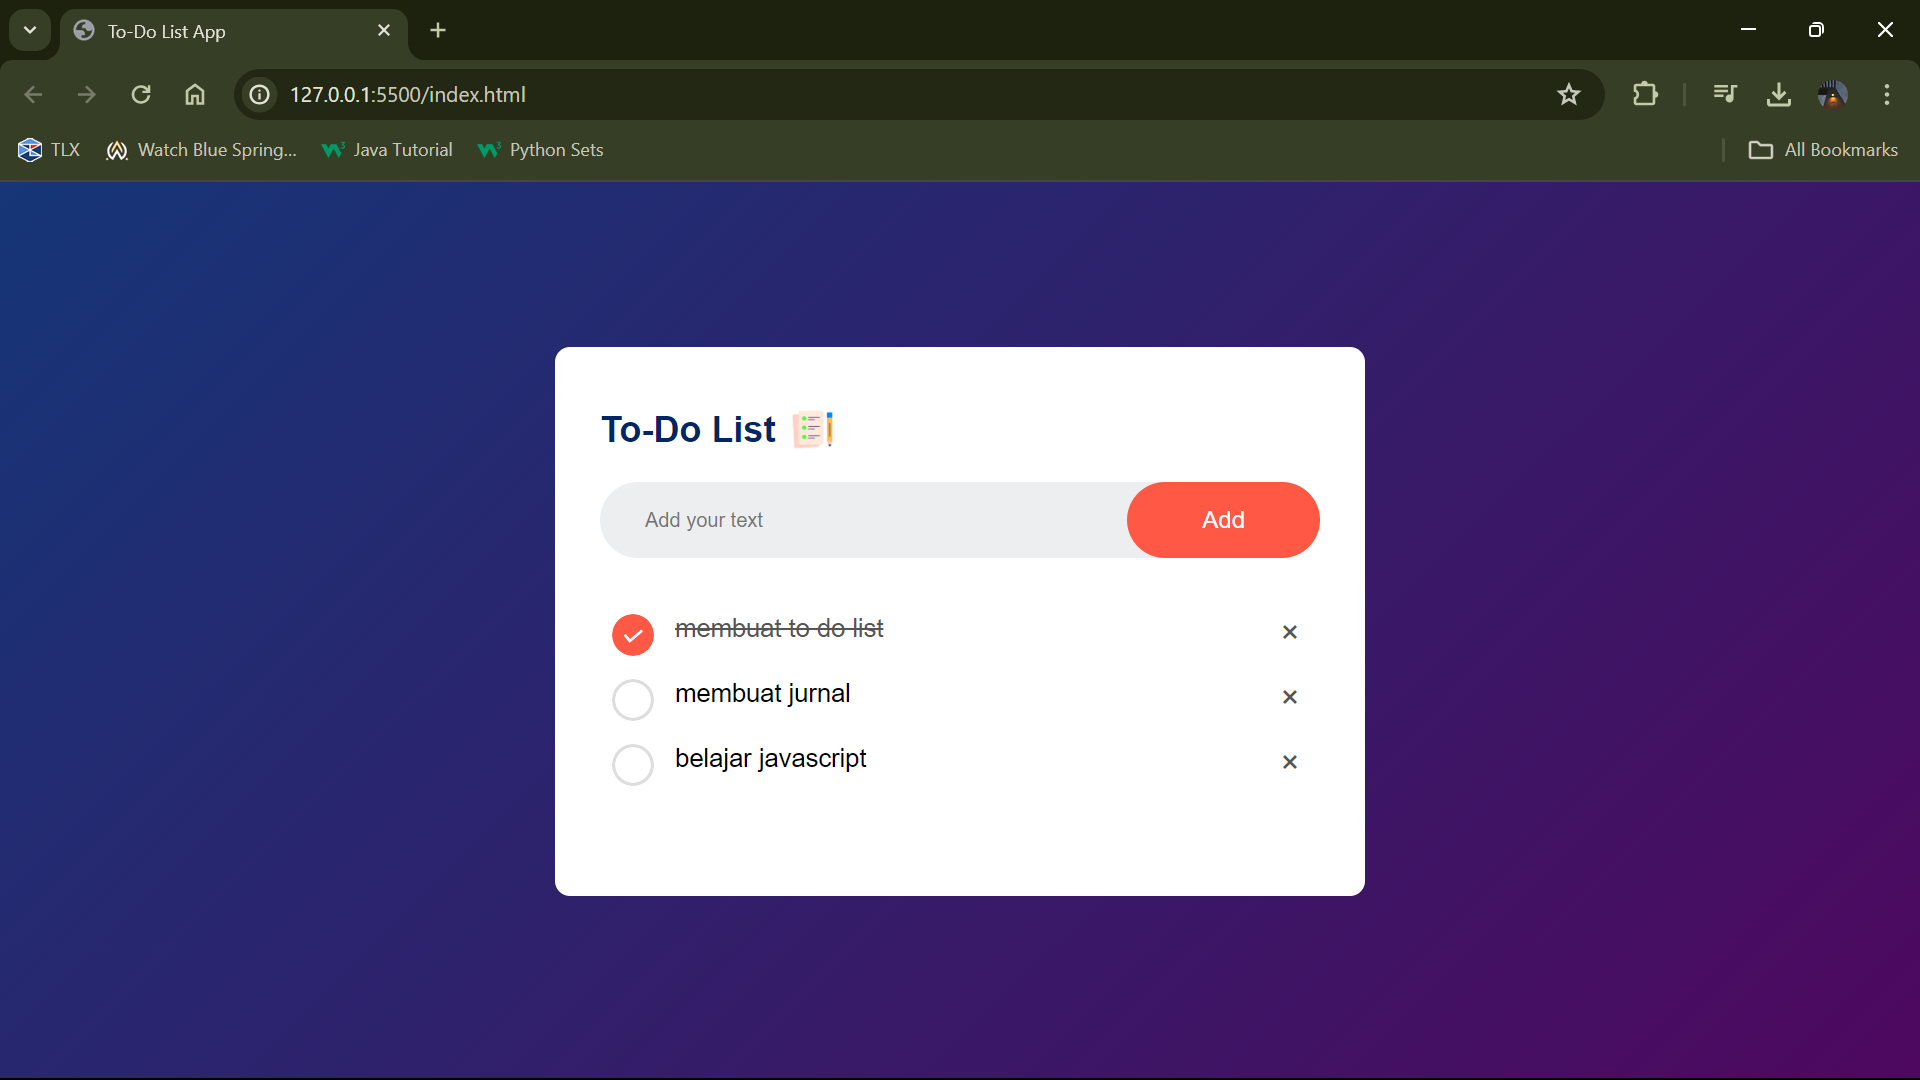 To-Do List App
127.0.0.1:5500/index.html
TLX Watch Blue Spring... Java Tutorial Python Sets All Bookmarks
To-Do List
Add your text Add
membuat to do list
membuat jurnal
belajar javascript